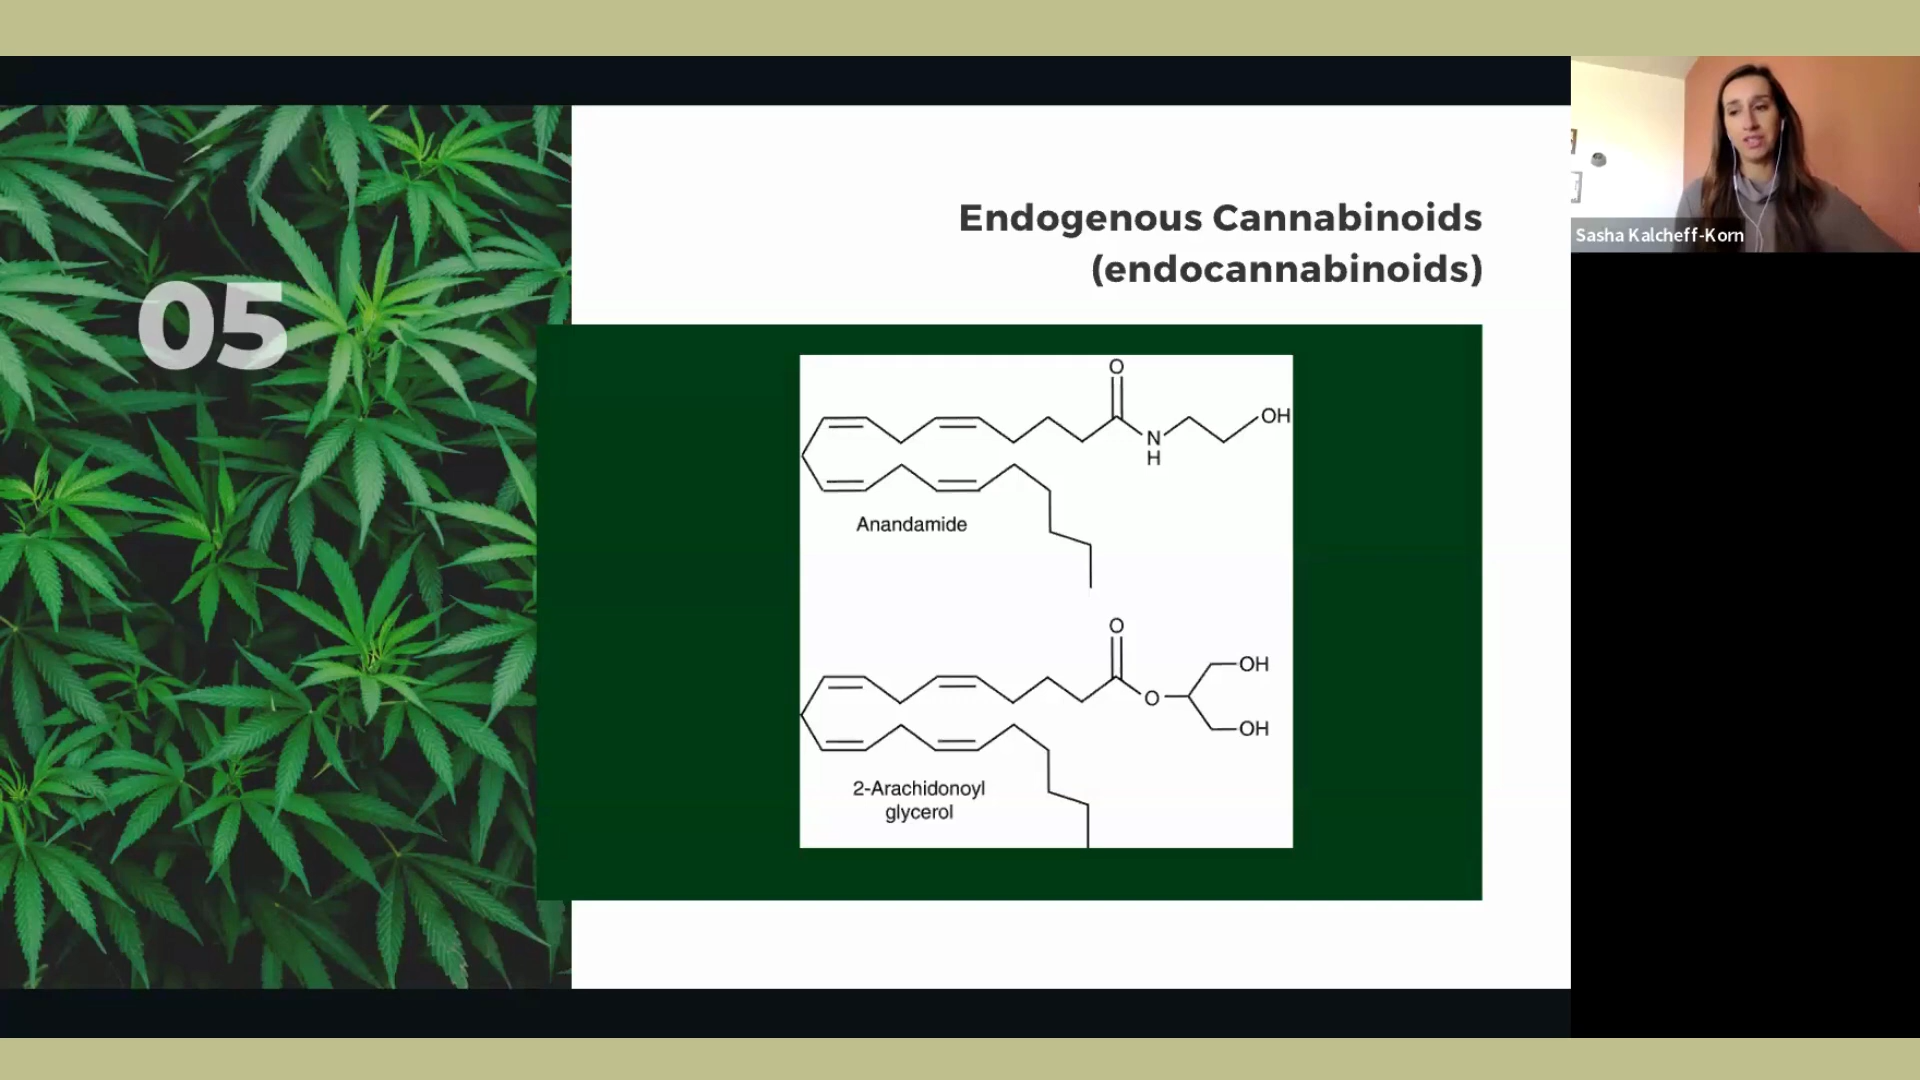 05
Endogenous Cannabinoids
(endocannabinoids)
Sasha Kalcheff-Korn
O
OH
N
H
Anandamide
O
OH
O
OH
2-Arachidonoyl
glycerol